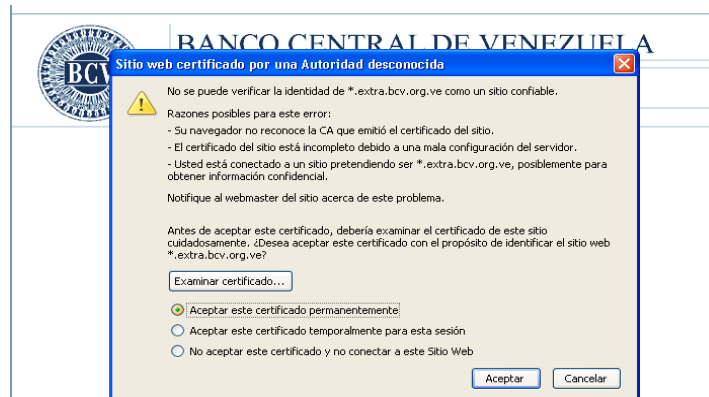 BANCO CENTRAL DE VENEZUELA
BCV
Sitio web certificado por una Autoridad desconocida
No se puede verificar la identidad de *.extra.bcv.org.ve como un sitio confiable.
Razones posibles para este error:
- Su navegador no reconoce la CA que emitió el certificado del sitio.
- El certificado del sitio está incompleto debido a una mala configuración del servidor.
- Usted está conectado a un sitio pretendiendo ser *.extra.bcv.org.ve, posiblemente para
obtener información confidencial.
Notifique al webmaster del sitio acerca de este problema.
Antes de aceptar este certificado, debería examinar el certificado de este sitio
cuidadosamente. ¿Desea aceptar este certificado con el propósito de identificar el sitio web
*.extra.bcv.org.ve?
Examinar certificado...
Aceptar este certificado permanentemente
Aceptar este certificado temporalmente para esta sesión
No aceptar este certificado y no conectar a este Sitio Web
Aceptar
Cancelar